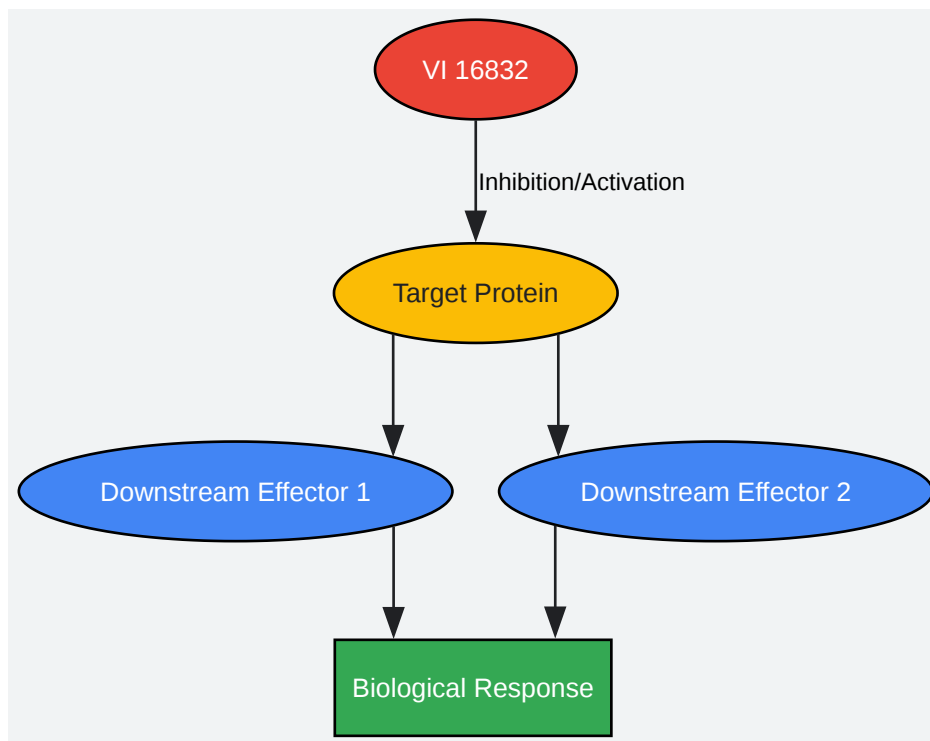 VI 16832
Inhibition/Activation
Target Protein
Downstream Effector 1
Downstream Effector 2
Biological Response